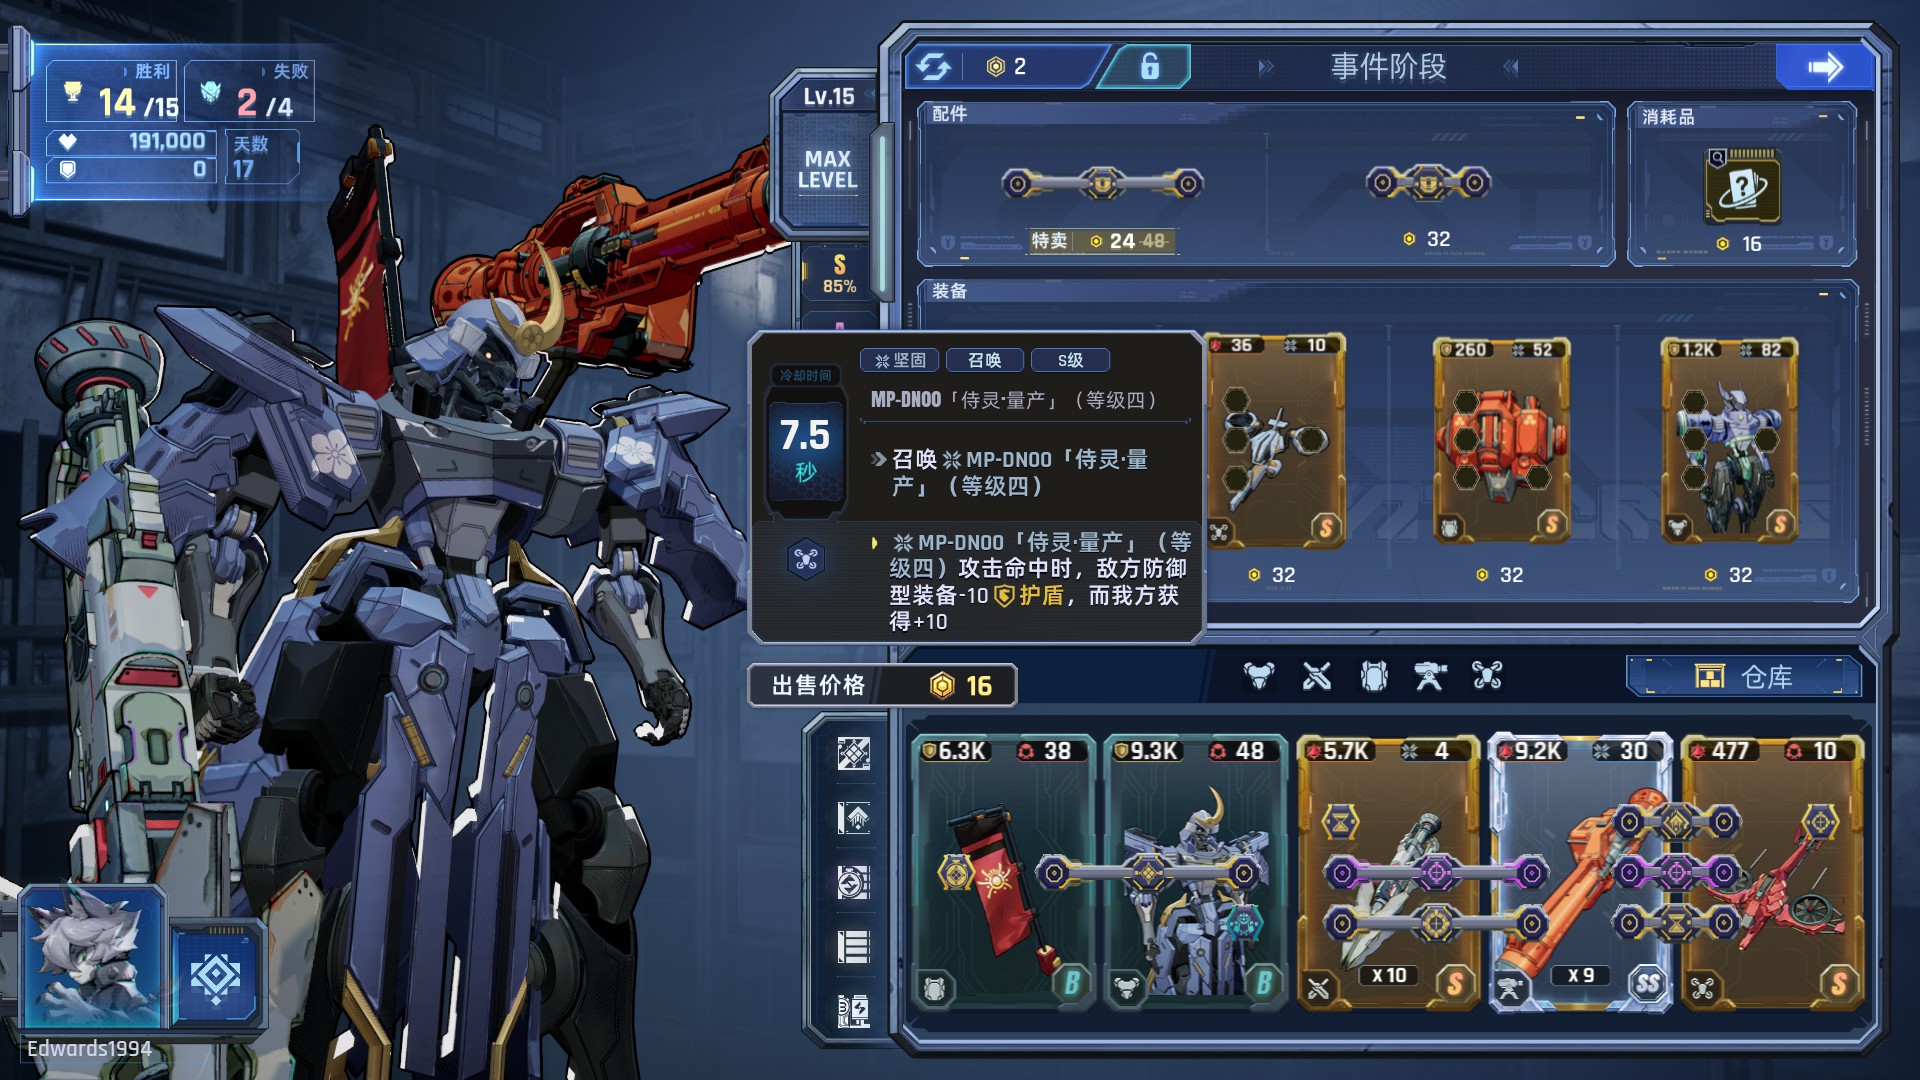 胜利
14 /15
失败
2 /4
191,000
0
天数
17
Lv.15
MAX
LEVEL
S
85%
2
事件阶段
配件
特卖 24 48
32
消耗品
16
装备
36 10
S
32
260 52
S
32
1.2K 82
S
32
冷却时间
7.5
秒
坚固
召唤
S级
MP-DN00「侍灵·量产」（等级四）
召唤 MP-DN00「侍灵·量
产」（等级四）
MP-DN00「侍灵·量产」（等
级四）攻击命中时，敌方防御
型装备-10 护盾，而我方获
得+10
出售价格 16
仓库
6.3K 38
B
9.3K 48
B
5.7K 4
x10
S
9.2K 30
x9
SS
477 10
S
Edwards1994